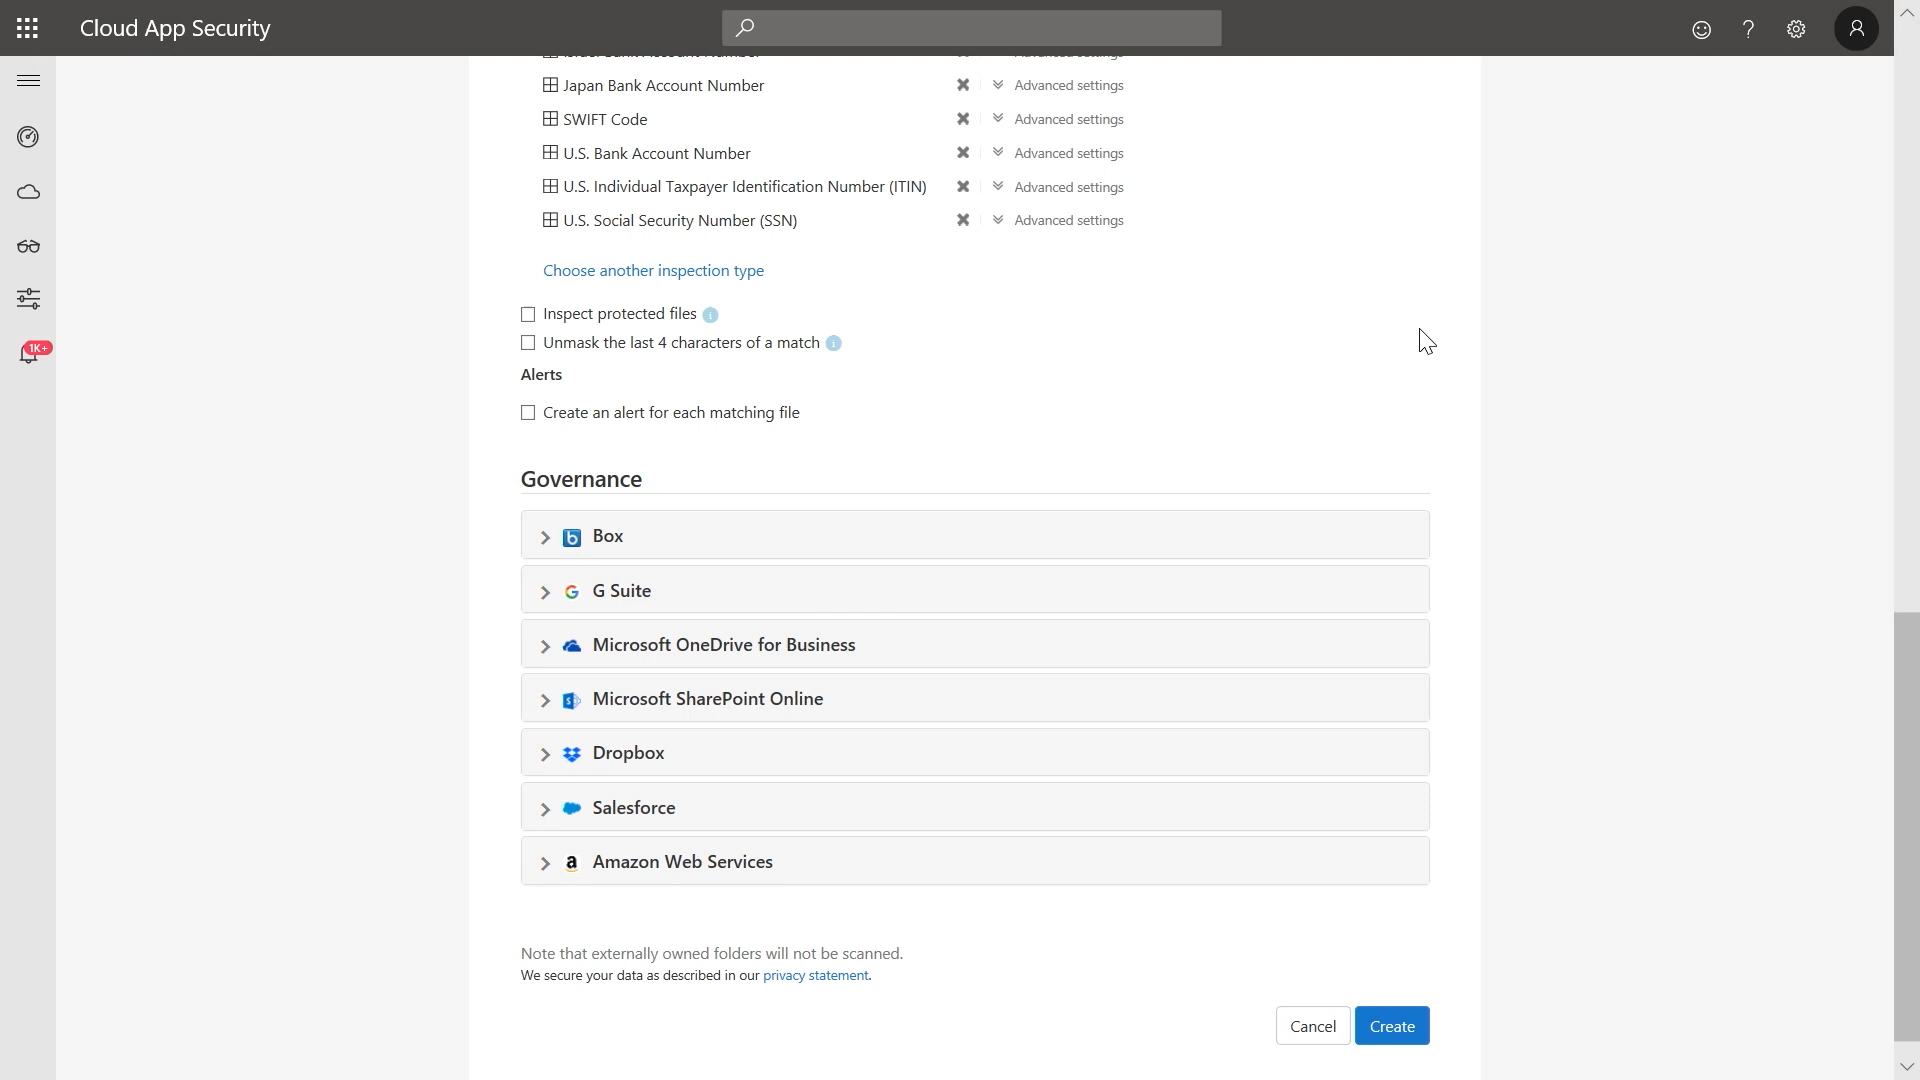 Cloud App Security
Japan Bank Account Number Advanced settings
SWIFT Code Advanced settings
U.S. Bank Account Number Advanced settings
U.S. Individual Taxpayer Identification Number (ITIN) Advanced settings
U.S. Social Security Number (SSN) Advanced settings
Choose another inspection type
Inspect protected files
Unmask the last 4 characters of a match
1K+
Alerts
Create an alert for each matching file
Governance
Box
G Suite
Microsoft OneDrive for Business
Microsoft SharePoint Online
Dropbox
Salesforce
Amazon Web Services
Note that externally owned folders will not be scanned.
We secure your data as described in our privacy statement.
Cancel Create